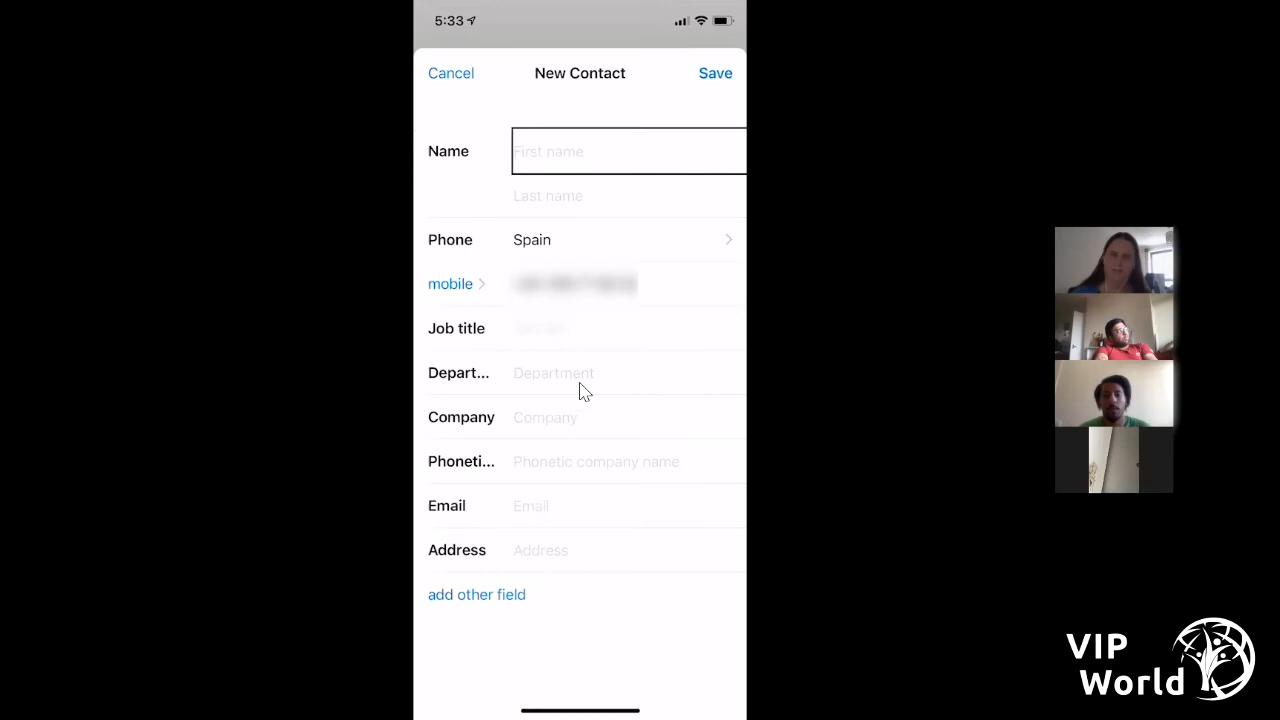 5:33
Cancel New Contact Save
Name First name
Last name
Phone Spain
mobile
Job title
Depart... Department
Company Company
Phoneti... Phonetic company name
Email Email
Address Address
add other field
VIP
World